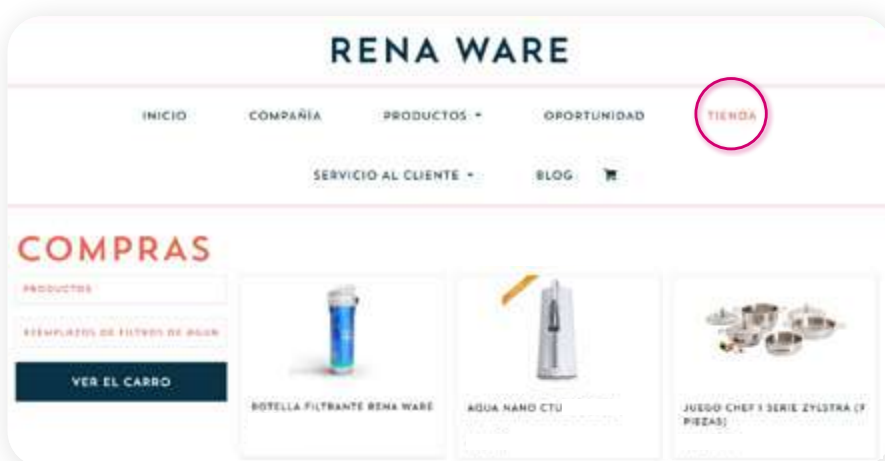 RENA WARE
INICIO COMPAÑÍA PRODUCTOS OPORTUNIDAD TIENDA
SERVICIO AL CLIENTE BLOG
COMPRAS
PRODUCTOS
REEMPLAZOS DE FILTROS DE AGUA
VER EL CARRO
BOTELLA FILTRANTE RENA WARE
AQUA NANO CTU
JUEGO CHEF I SERIE ZYLSTRA (7
PIEZAS)